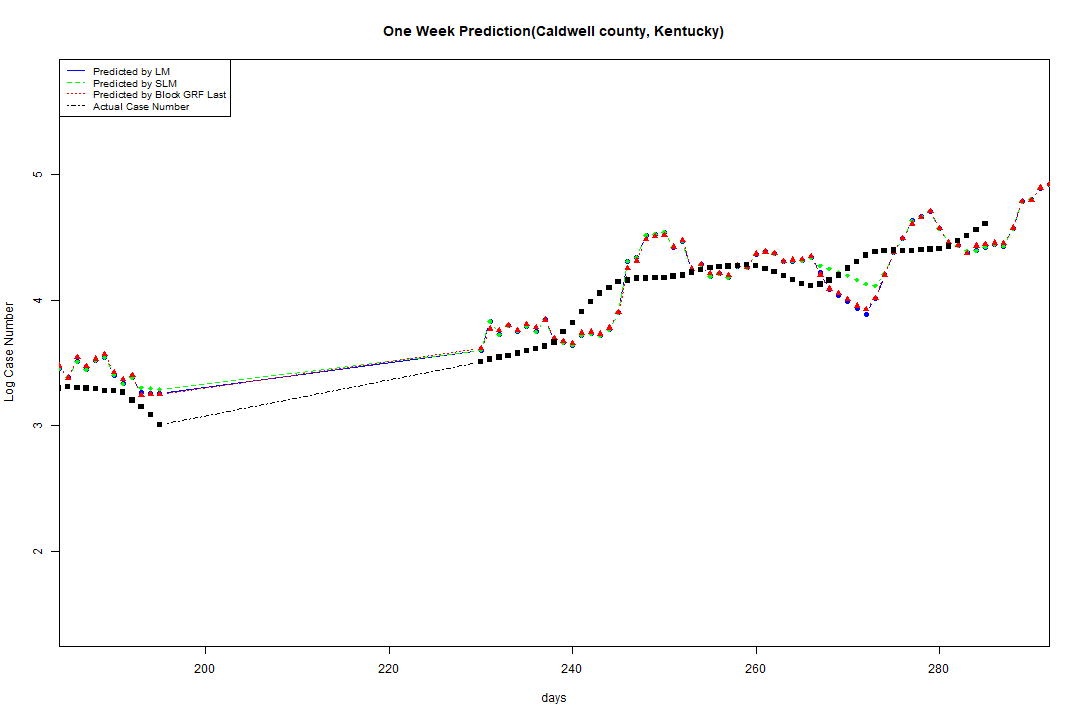 One Week Prediction(Caldwell county, Kentucky)
Predicted by LM
Predicted by SLM
Predicted by Block GRF Last
Actual Case Number
5
4
3
2
Log Case Number
200
220
240
260
280
days